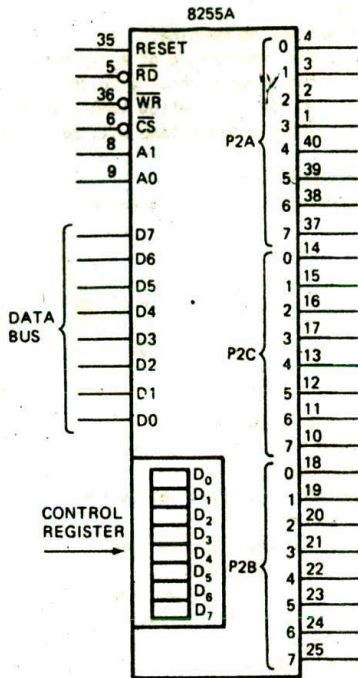 8255A
35 RESET
5 RD
36 WR
6 CS
8 A1
9 A0
DATA
BUS
D7
D6
D5
D4
D3
D2
D1
D0
CONTROL
REGISTER
D0
D1
D2
D3
D4
D5
D6
D7
P2A
0 4
1 3
2 2
3 1
4 40
5 39
6 38
7 37
P2C
0 14
1 15
2 16
3 17
4 13
5 12
6 11
7 10
P2B
0 18
1 19
2 20
3 21
4 22
5 23
6 24
7 25